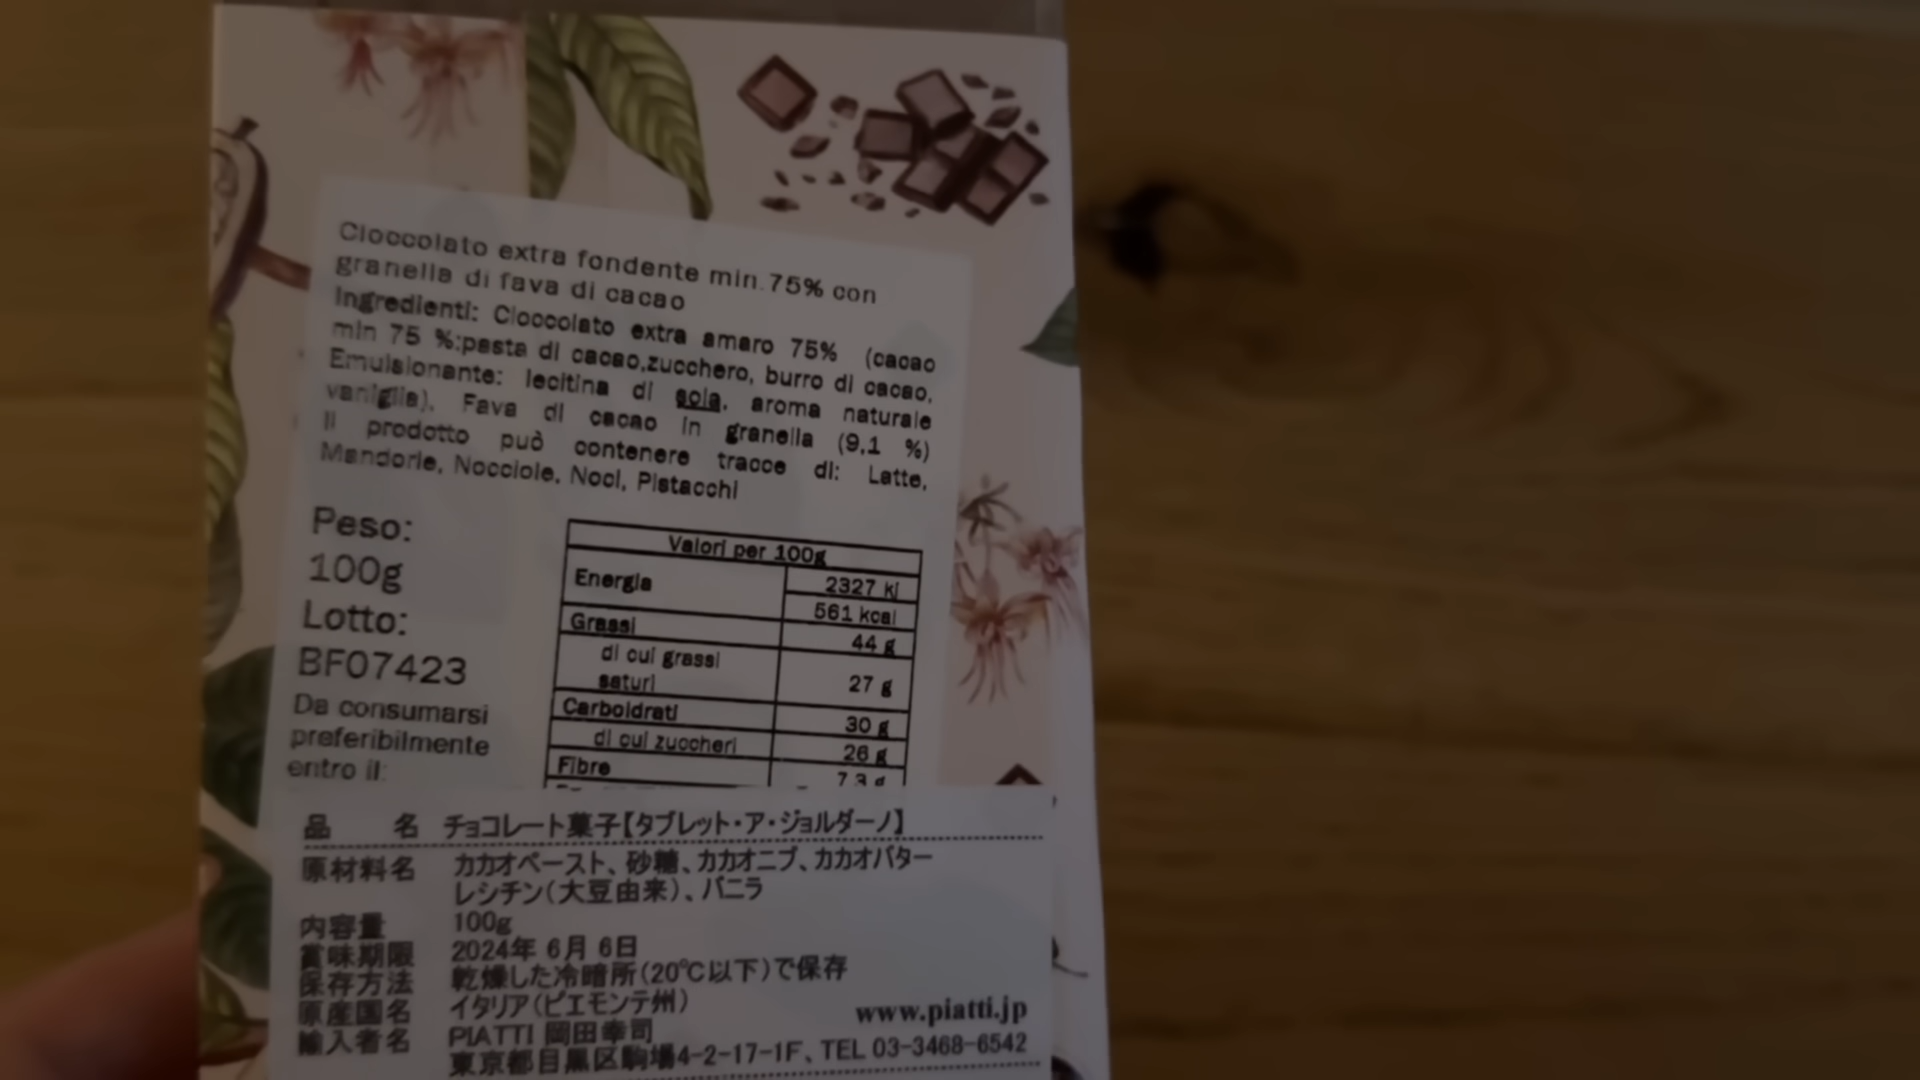 Cioccolato extra fondente min.75% con
granella di fava di cacao
Ingredienti: Cioccolato extra amaro 75% (cacao
min 75 %:pasta di cacao,zucchero, burro di cacao,
Emulsionante: lecitina di soia, aroma naturale
vaniglia), Fava di cacao in granella (9,1 %)
Il prodotto può contenere tracce di: Latte,
Mandorle, Nocciole, Noci, Pistacchi
Peso:
100g
Lotto:
BF07423
Da consumarsi
preferibilmente
entro il:
Valori per 100g
Energia 2327 kj
561 kcal
Grassi 44 g
di cui grassi
saturi 27 g
Carboidrati 30 g
di cui zuccheri 26 g
Fibre 7,3 g
品 名 チョコレート菓子【タブレット・ア・ジョルダーノ】
原材料名 カカオペースト、砂糖、カカオニブ、カカオバター
レシチン(大豆由来)、バニラ
内容量 100g
賞味期限 2024年 6月 6日
保存方法 乾燥した冷暗所(20℃以下)で保存
原産国名 イタリア(ピエモンテ州)
www.piatti.jp
輸入者名 PIATTI 岡田幸司
東京都目黒区駒場4-2-17-1F、TEL 03-3468-6542